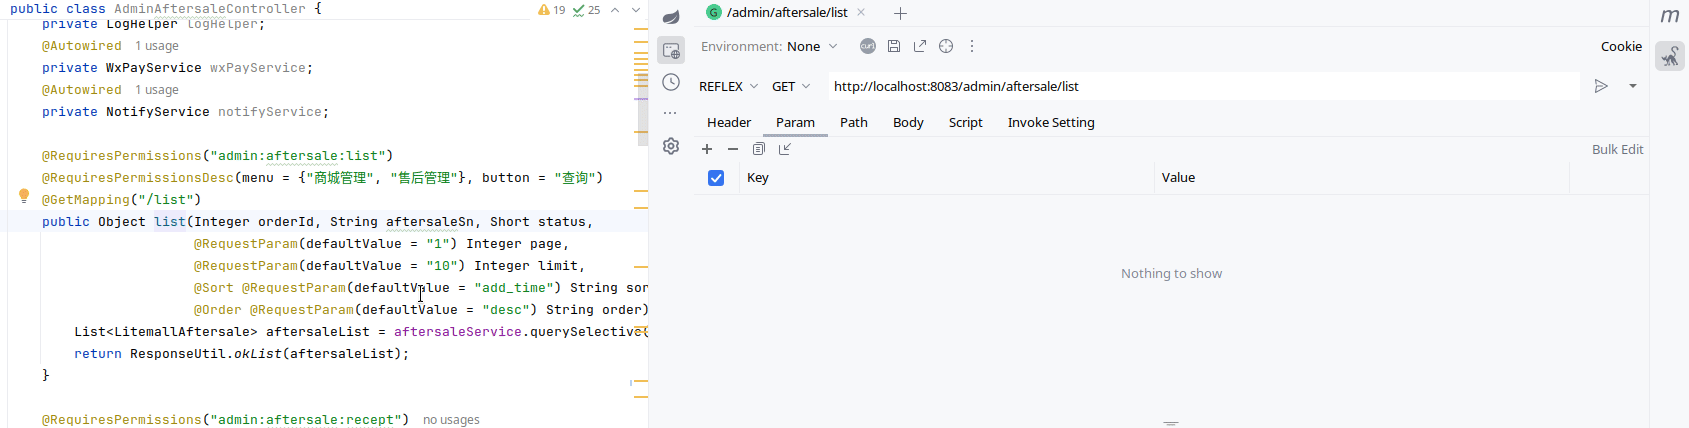 public class AdminAftersaleController {
19 25
private LogHelper logHelper;
@Autowired 1 usage
private WxPayService wxPayService;
@Autowired 1 usage
private NotifyService notifyService;
@RequiresPermissions("admin:aftersale:list")
@RequiresPermissionsDesc(menu = {"商城管理", "售后管理"}, button = "查询")
@GetMapping("/list")
public Object list(Integer orderId, String aftersaleSn, Short status,
@RequestParam(defaultValue = "1") Integer page,
@RequestParam(defaultValue = "10") Integer limit,
@Sort @RequestParam(defaultValue = "add_time") String sor
@Order @RequestParam(defaultValue = "desc") String order)
List<LitemallAftersale> aftersaleList = aftersaleService.querySelective(
return ResponseUtil.okList(aftersaleList);
}
@RequiresPermissions("admin:aftersale:recept") no usages
G /admin/aftersale/list
Environment: None
curl
Cookie
REFLEX GET http://localhost:8083/admin/aftersale/list
Header Param Path Body Script Invoke Setting
Bulk Edit
Key Value
Nothing to show
m